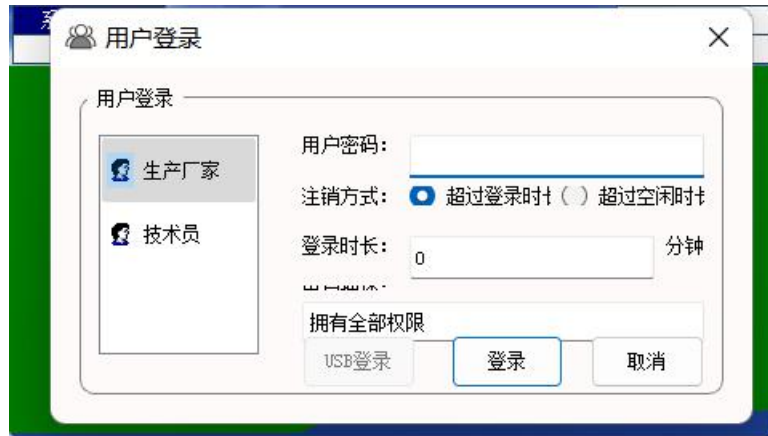 用户登录
用户登录
生产厂家
技术员
用户密码：
注销方式： 超过登录时 超过空闲时
登录时长： 0 分钟
拥有全部权限
USB登录 登录 取消